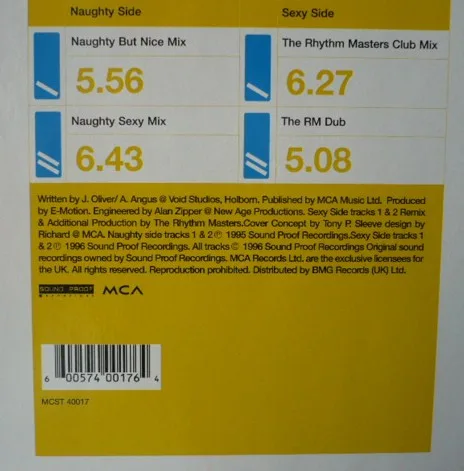 Naughty Side
Sexy Side
Naughty But Nice Mix
5.56
The Rhythm Masters Club Mix
6.27
Naughty Sexy Mix
6.43
The RM Dub
5.08
Written by J. Oliver/ A. Angus @ Void Studios, Holborn. Published by MCA Music Ltd. Produced
by E-Motion. Engineered by Alan Zipper @ New Age Productions. Sexy Side tracks 1 & 2 Remix
& Additional Production by The Rhythm Masters.Cover Concept by Tony P. Sleeve design by
Richard @ MCA. Naughty side tracks 1 & 2 ℗ 1995 Sound Proof Recordings.Sexy Side tracks 1
& 2 ℗ 1996 Sound Proof Recordings. All tracks © 1996 Sound Proof Recordings Original sound
recordings owned by Sound Proof Recordings. MCA Records Ltd. are the exclusive licensees for
the UK. All rights reserved. Reproduction prohibited. Distributed by BMG Records (UK) Ltd.
SOUND PROOF
RECORDINGS
MCA
6 00574 00176 4
MCST 40017